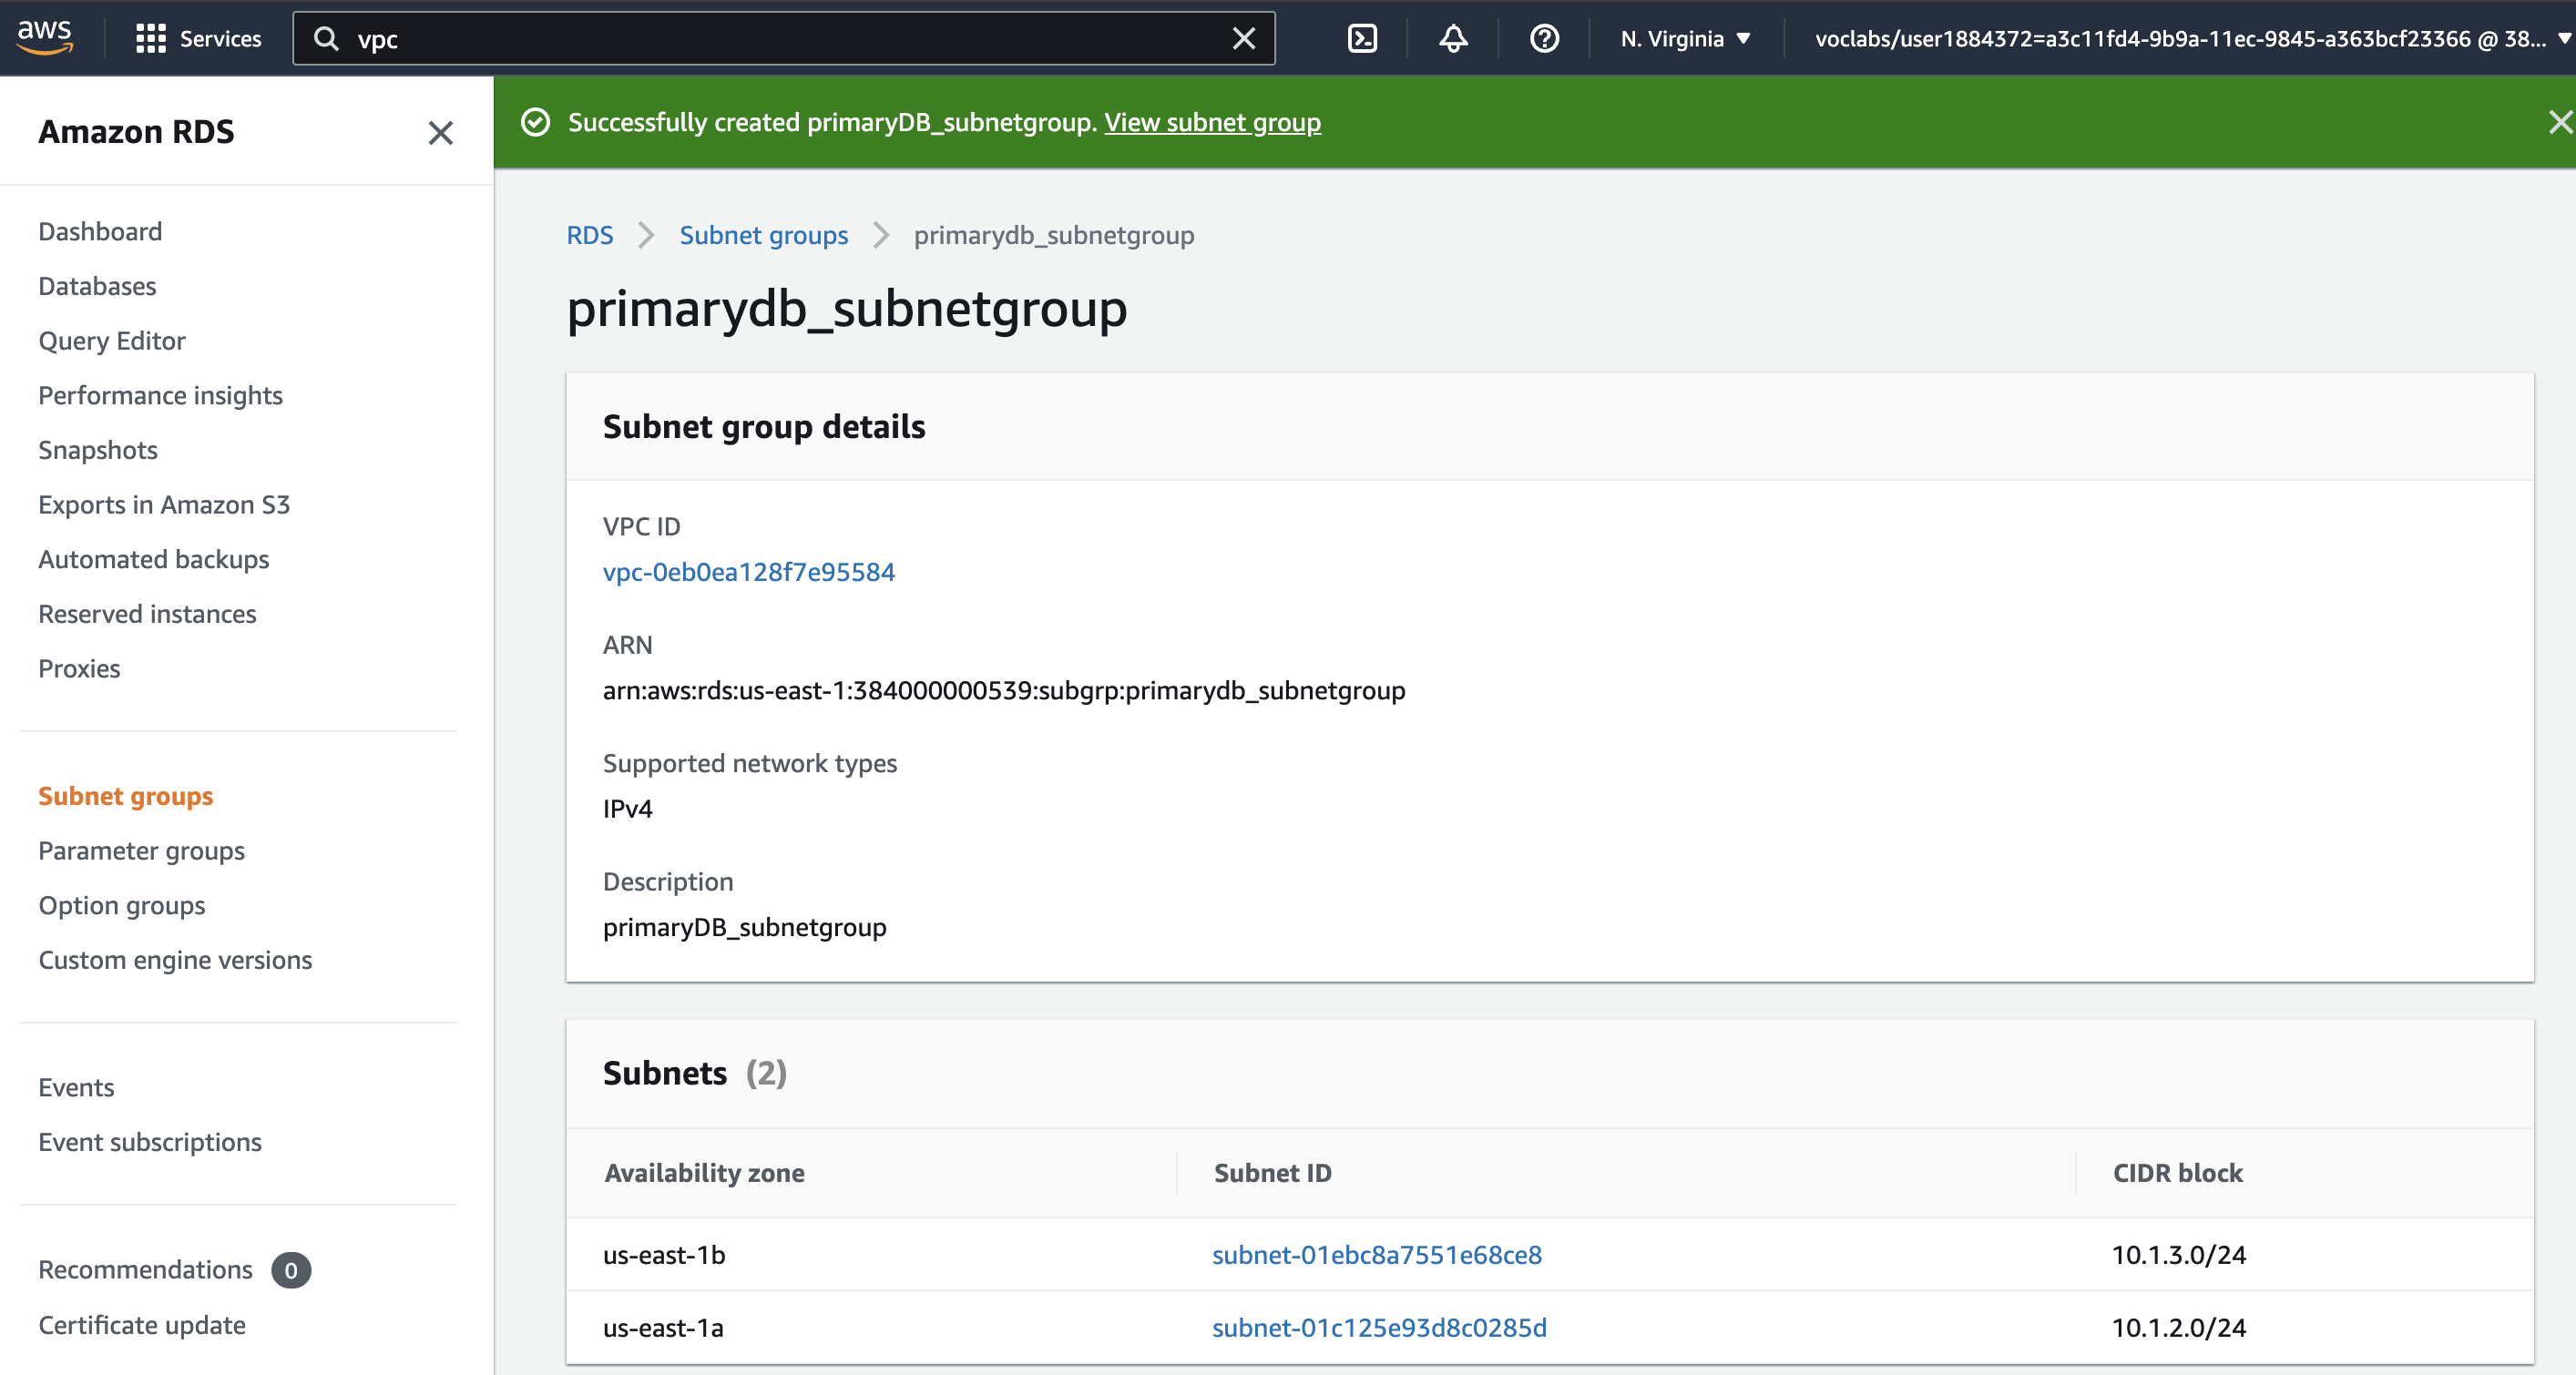 aws Services vpc N. Virginia voclabs/user1884372=a3c11fd4-9b9a-11ec-9845-a363bcf23366 @ 38...
Amazon RDS
Dashboard
Databases
Query Editor
Performance insights
Snapshots
Exports in Amazon S3
Automated backups
Reserved instances
Proxies
Subnet groups
Parameter groups
Option groups
Custom engine versions
Events
Event subscriptions
Recommendations 0
Certificate update
Successfully created primaryDB_subnetgroup. View subnet group
RDS Subnet groups primarydb_subnetgroup
primarydb_subnetgroup
Subnet group details
VPC ID
vpc-0eb0ea128f7e95584
ARN
arn:aws:rds:us-east-1:384000000539:subgrp:primarydb_subnetgroup
Supported network types
IPv4
Description
primaryDB_subnetgroup
Subnets (2)
Availability zone Subnet ID CIDR block
us-east-1b subnet-01ebc8a7551e68ce8 10.1.3.0/24
us-east-1a subnet-01c125e93d8c0285d 10.1.2.0/24